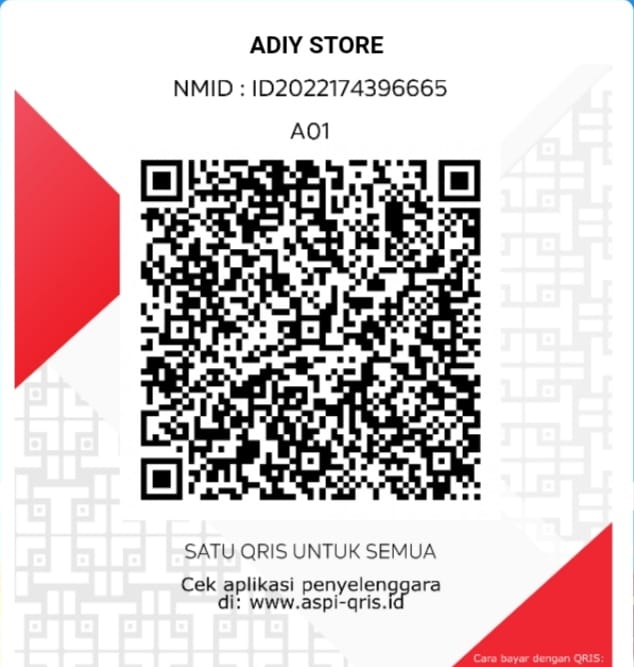 ADIY STORE
NMID : ID2022174396665
A01
SATU QRIS UNTUK SEMUA
Cek aplikasi penyelenggara
di: www.aspi-qris.id
Cara bayar dengan QRIS: